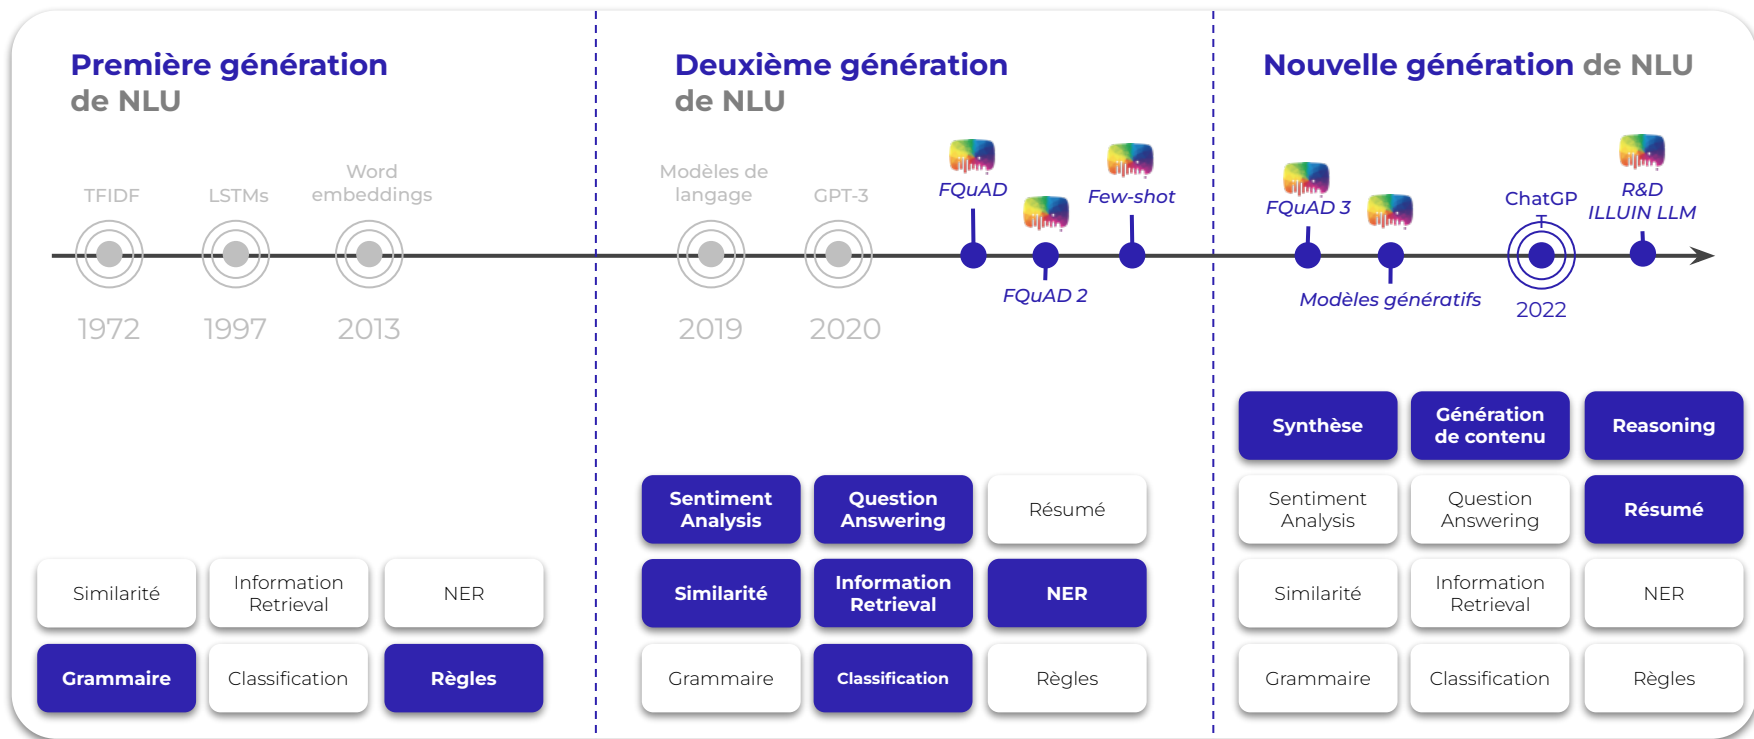 Première génération
de NLU
TFIDF
LSTMs
Word
embeddings
1972
1997
2013
Similarité
Information
Retrieval
NER
Grammaire
Classification
Règles
Deuxième génération
de NLU
Modèles de
langage
GPT-3
FQuAD
FQuAD 2
Few-shot
2019
2020
Sentiment
Analysis
Question
Answering
Résumé
Similarité
Information
Retrieval
NER
Grammaire
Classification
Règles
Nouvelle génération de NLU
FQuAD 3
Modèles génératifs
ChatGP
T
2022
R&D
ILLUIN LLM
Synthèse
Génération
de contenu
Reasoning
Sentiment
Analysis
Question
Answering
Résumé
Similarité
Information
Retrieval
NER
Grammaire
Classification
Règles